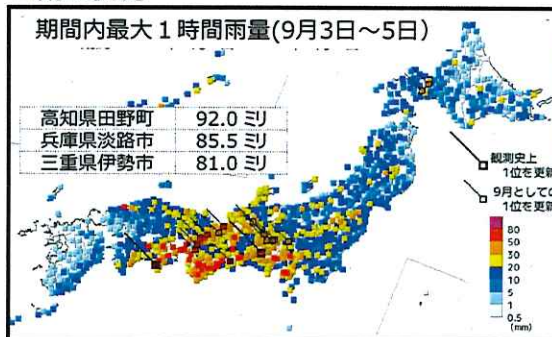 期間内最大1時間雨量(9月3日～5日)
高知県田野町 92.0 ミリ
兵庫県淡路市 85.5 ミリ
三重県伊勢市 81.0 ミリ
観測史上
1位を更新
9月としての
1位を更新
80
50
30
20
10
5
1
0.5
(mm)